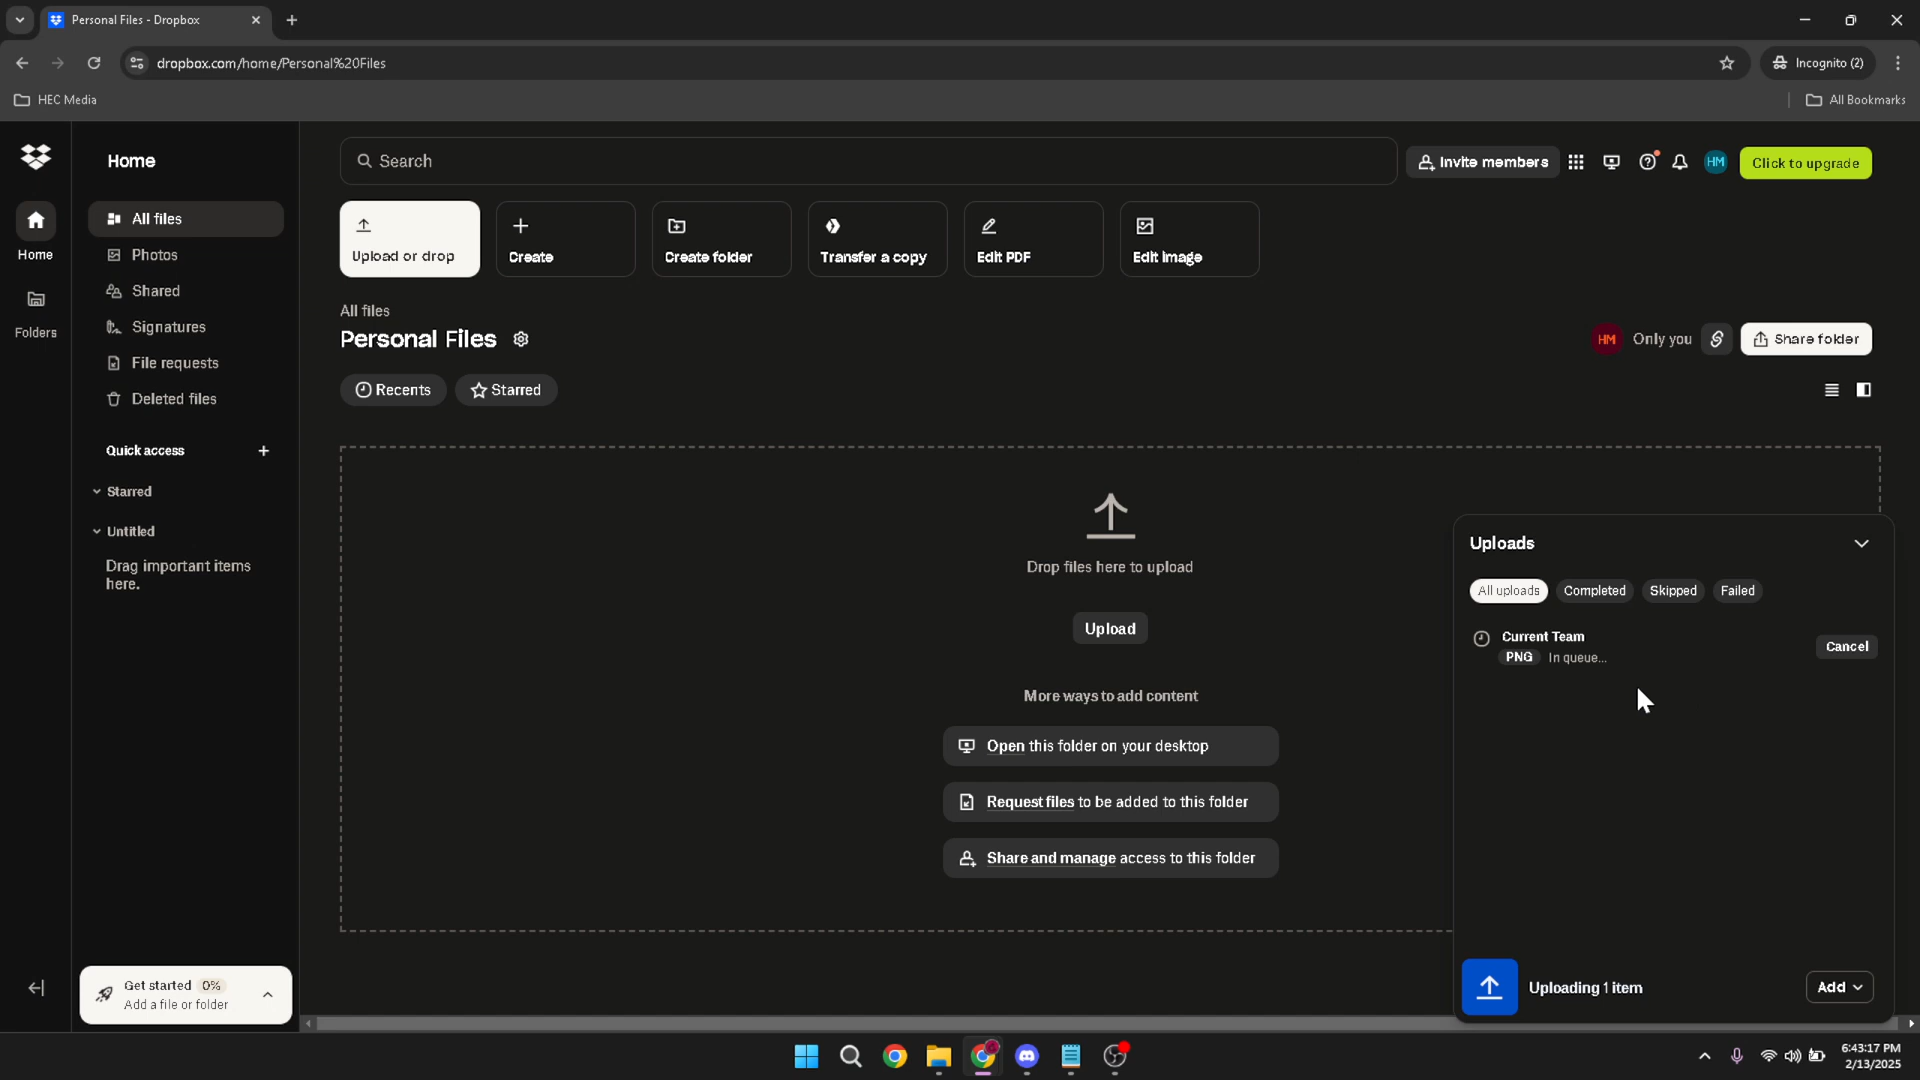 Personal Files - Dropbox
dropbox.com/home/Personal%20Files
Incognito (2)
HEC Media
All Bookmarks
Home
Search
Invite members
HM
Click to upgrade
Home
Folders
All files
Photos
Shared
Signatures
File requests
Deleted files
Quick access
Starred
Untitled
Drag important items
here.
Upload or drop
Create
Create folder
Transfer a copy
Edit PDF
Edit image
All files
Personal Files
HM
Only you
Share folder
Recents
Starred
Drop files here to upload
Upload
More ways to add content
Open this folder on your desktop
Request files to be added to this folder
Share and manage access to this folder
Uploads
All uploads
Completed
Skipped
Failed
Current Team
PNG In queue...
Cancel
Uploading 1 item
Add
Get started 0%
Add a file or folder
6:43:17 PM
2/13/2025